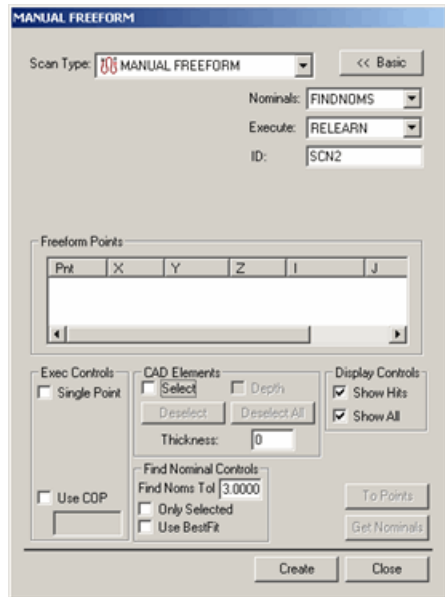 MANUAL FREEFORM
Scan Type: MANUAL FREEFORM << Basic
Nominals: FINDNOMS
Execute: RELEARN
ID: SCN2
Freeform Points
Pnt X Y Z I J
Exec Controls CAD Elements Display Controls
Single Point Select Depth Show Hits
Deselect Deselect All Show All
Thickness: 0
Find Nominal Controls
Find Noms Tol 3.0000
Use COP Only Selected To Points
Use BestFit Get Nominals
Create Close